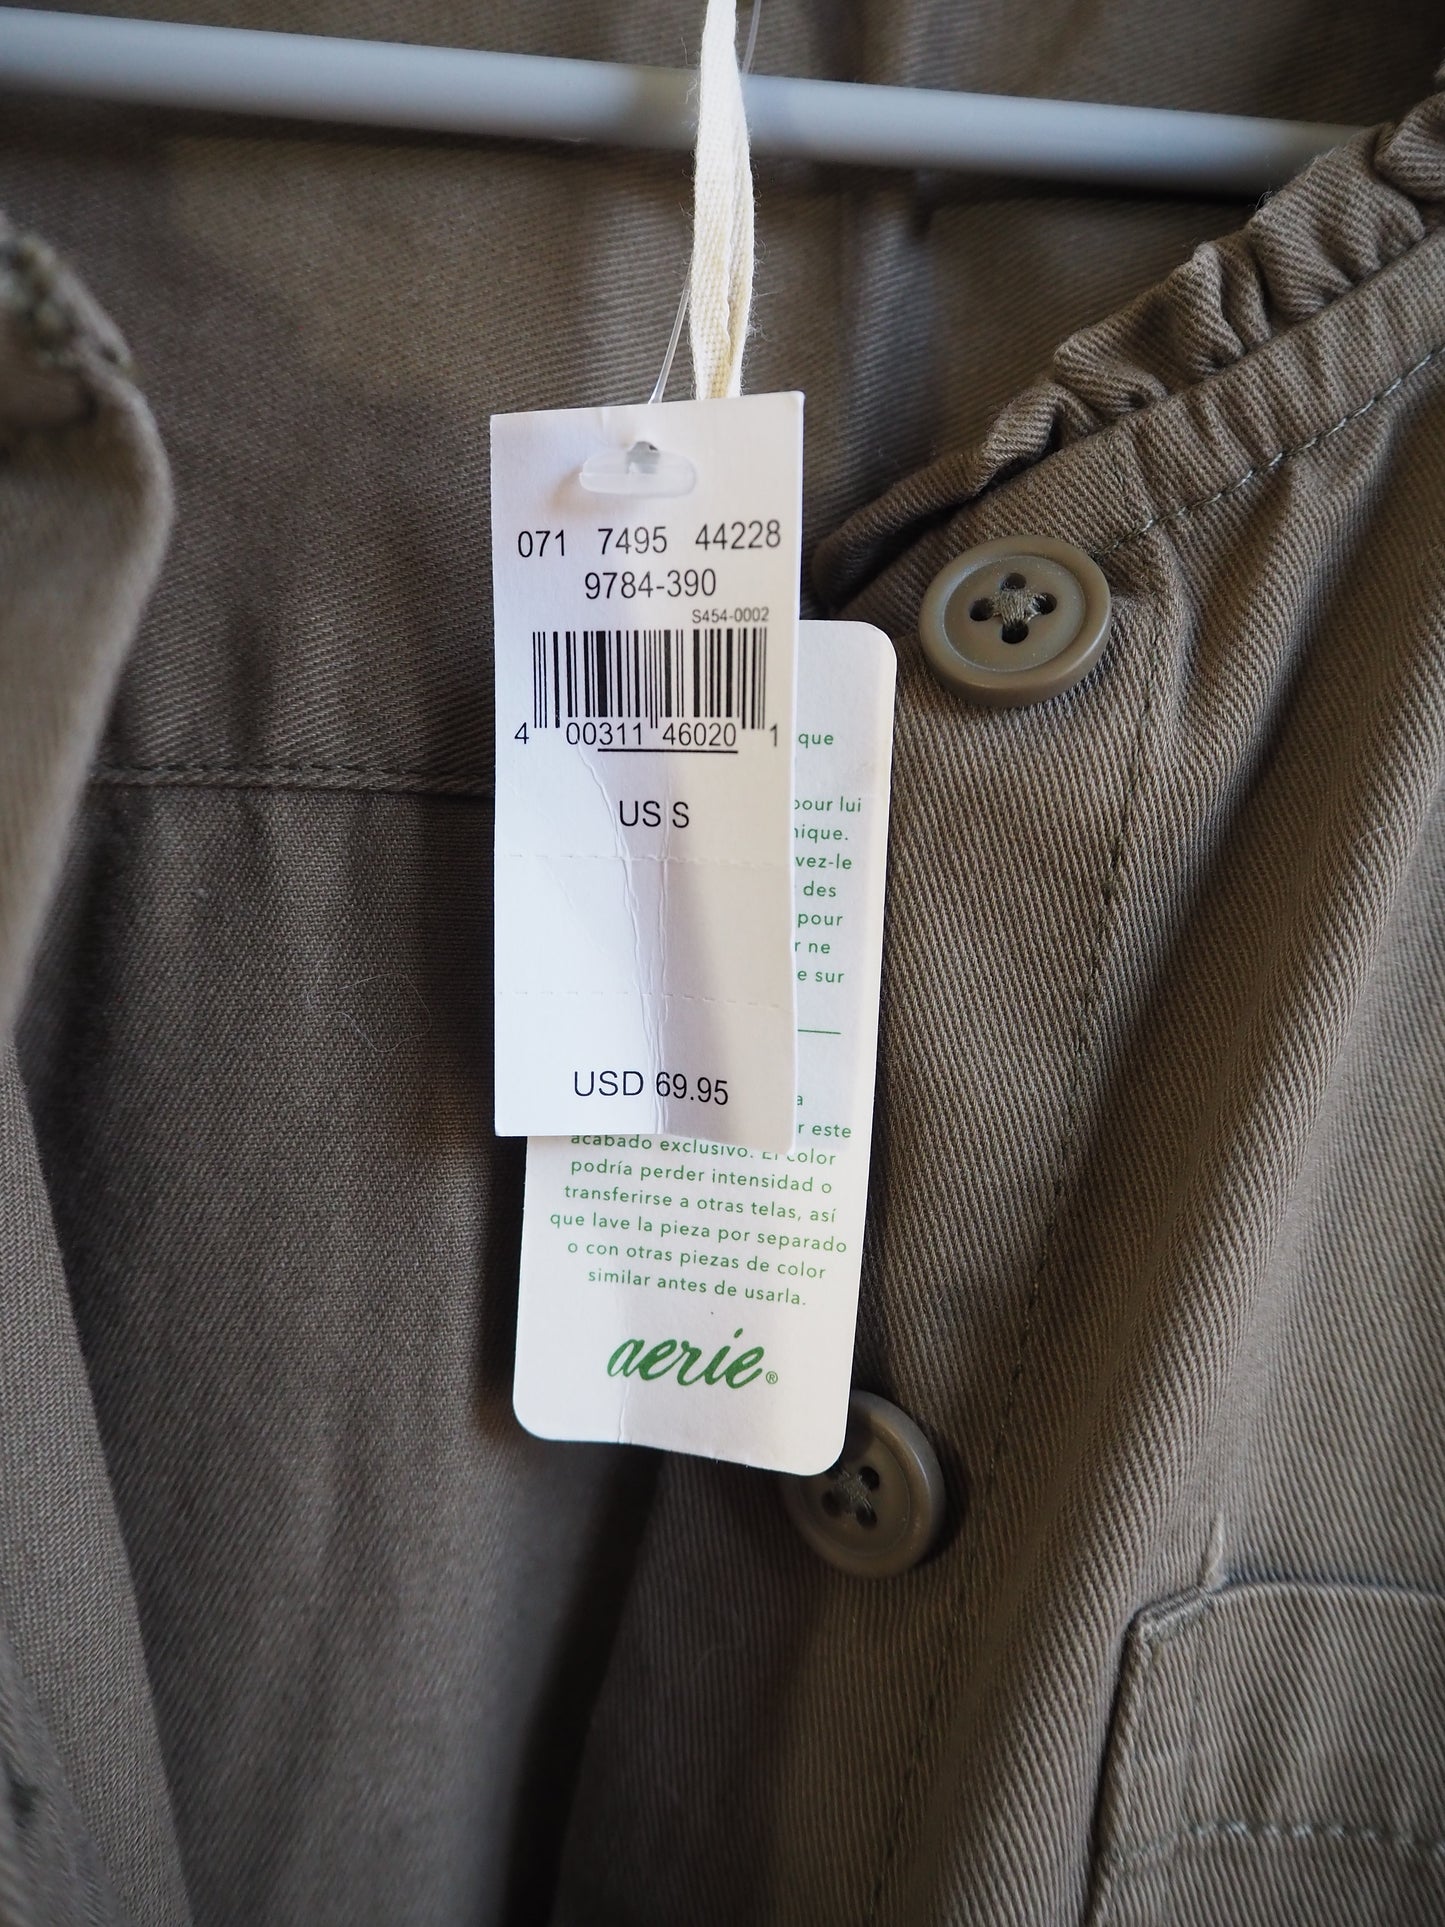 071 7495 44228
9784-390
S454-0002
4 00311 46020 1
US S
USD 69.95
que
pour lui
vez-le
des
pour
ne
sur
este
acabado exclusivo. El color
podría perder intensidad o
transferirse a otras telas, así
que lave la pieza por separado
o con otras piezas de color
similar antes de usarla.
aerie®